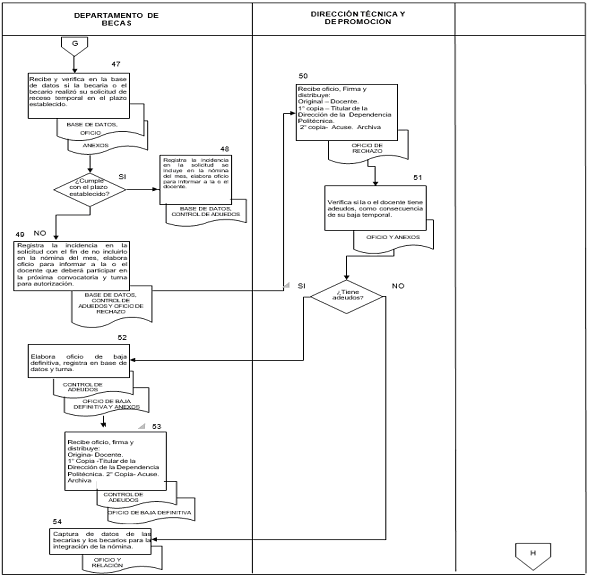 DEPARTAMENTO DE
BECAS
DIRECCIÓN TÉCNICA Y
DE PROMOCIÓN
G
47
Recibe y verifica en la base
de datos si la becaria o el
becario realizó su solicitud
de receso temporal en el plazo
establecido.
BASE DE DATOS,
OFICIO
ANEXOS
¿Cumple
con el plazo
establecido?
SI
NO
48
Registra la incidencia
en la solicitud se
incluye en la nómina
del mes, elabora oficio
para informar a la o el
docente.
BASE DE DATOS,
CONTROL DE ADUEDOS
49
Registra la incidencia en la
solicitud con el fin de no incluirlo
en la nómina del mes, elabora
oficio para informar a la o el
docente que deberá participar en
la próxima convocatoria y turna
para autorización.
BASE DE DATOS,
CONTROL DE
ADUEDOS Y OFICIO DE
RECHAZO
50
Recibe oficio, Firma y
distribuye:
Original – Docente.
1° copia – Titular de la
Dirección de la Dependencia
Politécnica.
2° copia- Acuse. Archiva
OFICIO DE
RECHAZO
51
Verifica si la o el docente tiene
adeudos, como consecuencia
de su baja temporal.
OFICIO Y ANEXOS
¿Tiene
adeudos?
SI
NO
52
Elabora oficio de baja
definitiva, registra en base de
datos y turna.
CONTROL DE
ADEUDOS
OFICIO DE BAJA
DEFINITIVA Y ANEXOS
53
Recibe oficio, firma y
distribuye:
Origina- Docente.
1° Copia -Titular de la
Dirección de la Dependencia
Politécnica. 2° Copia- Acuse.
Archiva
CONTROL DE
ADEUDOS
OFICIO DE BAJA DEFINITIVA
54
Captura de datos de las
becarias y los becarios para la
integración de la nómina.
OFICIO Y
RELACIÓN
H